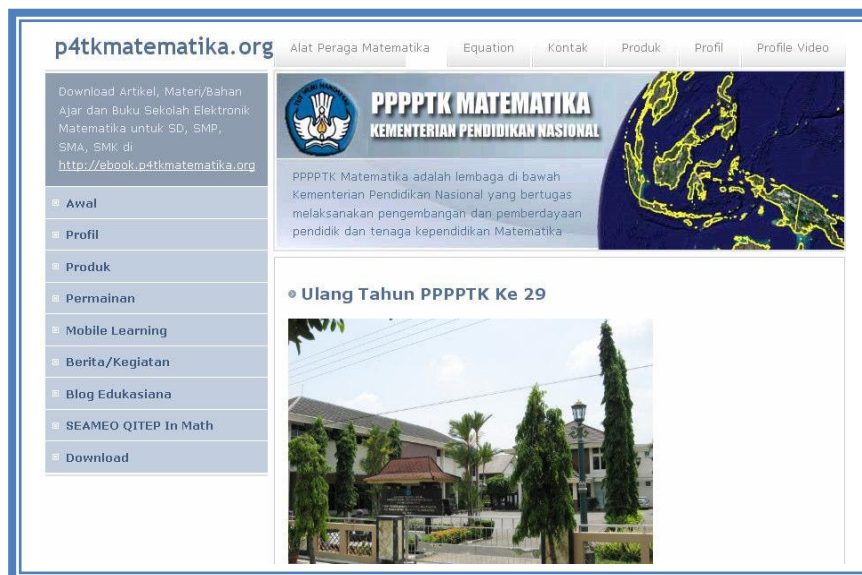 p4tkmatematika.org
Alat Peraga Matematika
Equation
Kontak
Produk
Profil
Profile Video
Download Artikel, Materi/Bahan
Ajar dan Buku Sekolah Elektronik
Matematika untuk SD, SMP,
SMA, SMK di
http://ebook.p4tkmatematika.org
Awal
Profil
Produk
Permainan
Mobile Learning
Berita/Kegiatan
Blog Edukasiana
SEAMEO QITEP In Math
Download
PPPPTK MATEMATIKA
KEMENTERIAN PENDIDIKAN NASIONAL
PPPPTK Matematika adalah lembaga di bawah
Kementerian Pendidikan Nasional yang bertugas
melaksanakan pengembangan dan pemberdayaan
pendidik dan tenaga kependidikan Matematika
Ulang Tahun PPPPTK Ke 29